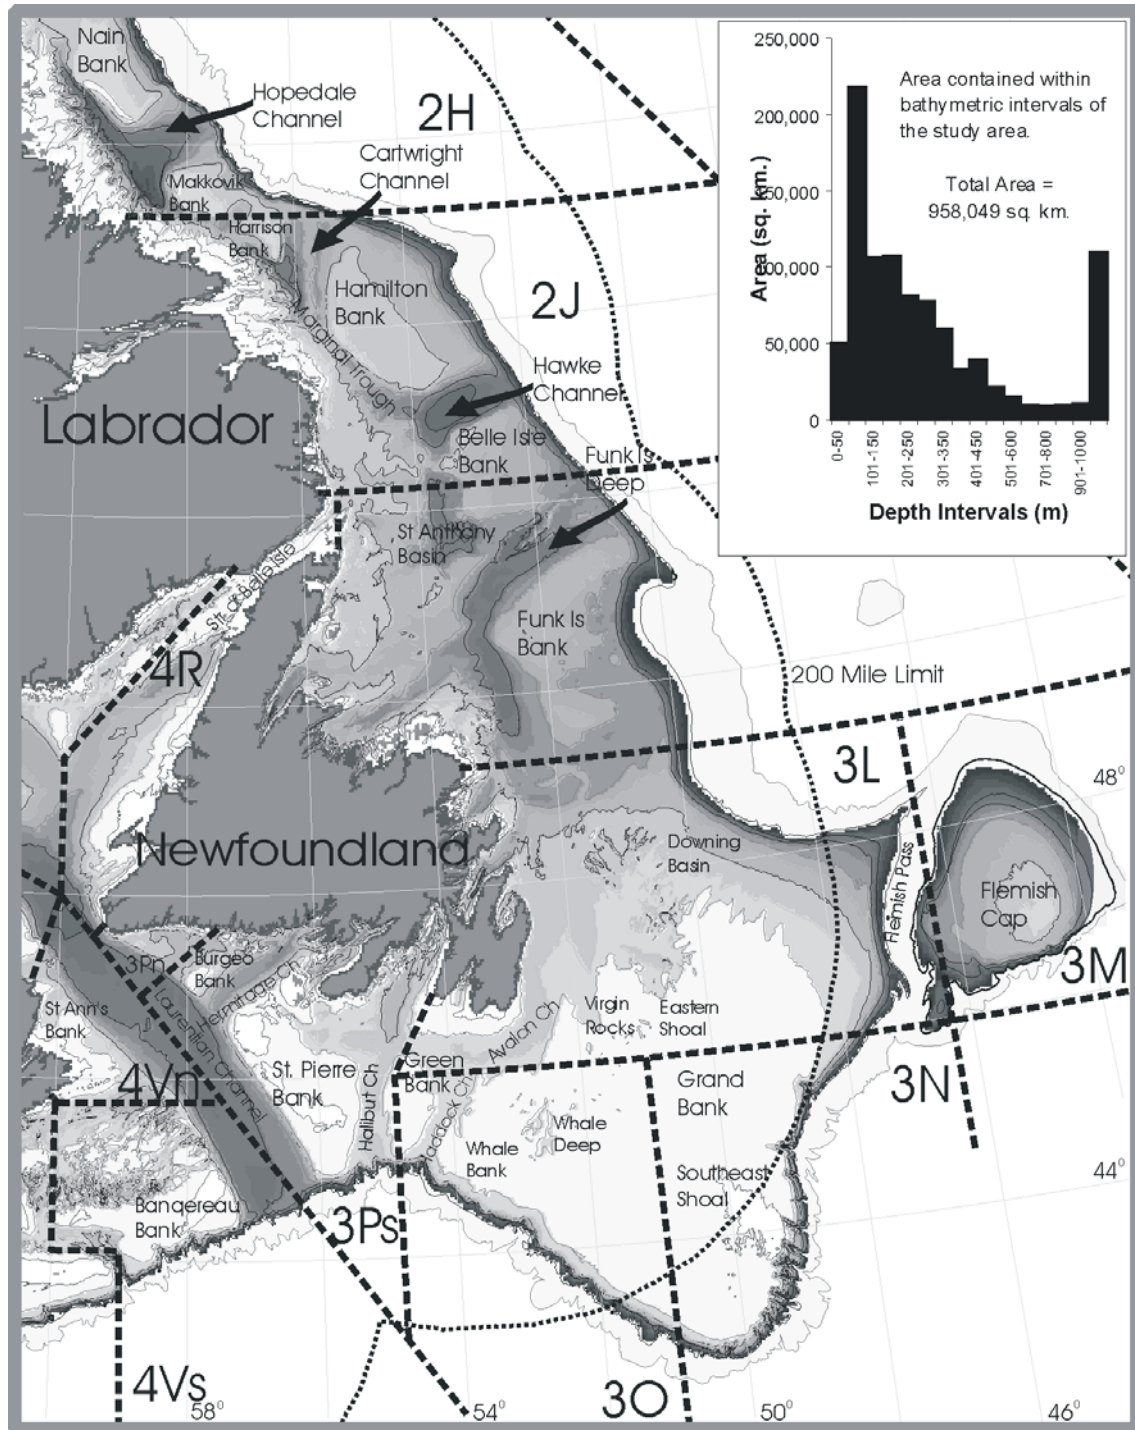 Nain
Bank
Hopedale
Channel
2H
Cartwright
Channel
Makkovik
Bank
Harrison
Bank
Hamilton
Bank
2J
Marginal Trough
Hawke
Channel
Labrador
Belle Isle
Bank
Funk Is
Deep
St Anthony
Basin
Str. of Belle Isle
Funk Is
Bank
4R
200 Mile Limit
3L
48°
Newfoundland
Downing
Basin
Flemish Pass
Flemish
Cap
3M
3Pn
Burgeo
Bank
Hermitage Ch
Laurentian Channel
St Ann's
Bank
Virgin
Rocks
Eastern
Shoal
Avalon Ch
4Vn
St. Pierre
Bank
Halibut Ch
Green
Bank
Haddock Ch
Grand
Bank
3N
Whale
Deep
Whale
Bank
Southeast
Shoal
44°
Banqereau
Bank
3Ps
4Vs
3O
58°
54°
50°
46°
250,000
200,000
150,000
100,000
50,000
0
Area (sq. km.)
Area contained within
bathymetric intervals of
the study area.
Total Area =
958,049 sq. km.
0-50
101-150
201-250
301-350
401-450
501-600
701-800
901-1000
Depth Intervals (m)